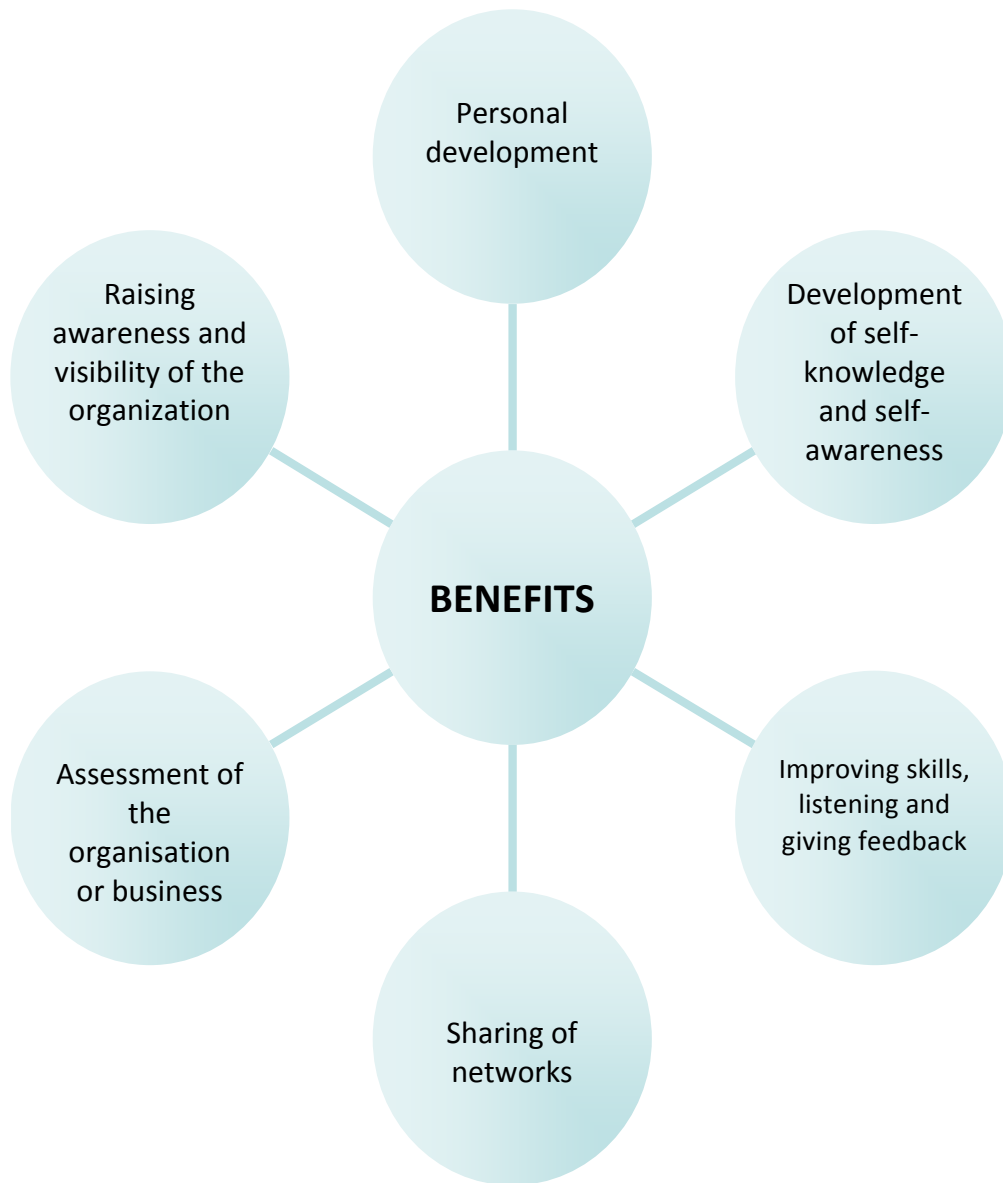 Personal
development
Raising
awareness and
visibility of the
organization
Development
of self-
knowledge
and self-
awareness
BENEFITS
Assessment of
the
organisation
or business
Improving skills,
listening and
giving feedback
Sharing of
networks